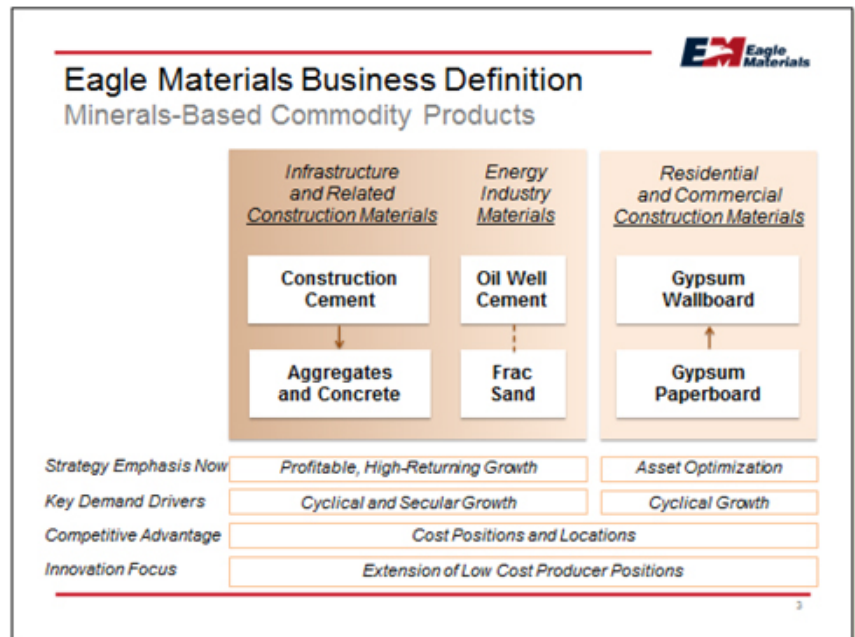 EM Eagle
Materials
Eagle Materials Business Definition
Minerals-Based Commodity Products
Infrastructure
and Related
Construction Materials
Energy
Industry
Materials
Residential
and Commercial
Construction Materials
Construction
Cement
Oil Well
Cement
Gypsum
Wallboard
Aggregates
and Concrete
Frac
Sand
Gypsum
Paperboard
Strategy Emphasis Now
Profitable, High-Returning Growth
Asset Optimization
Key Demand Drivers
Cyclical and Secular Growth
Cyclical Growth
Competitive Advantage
Cost Positions and Locations
Innovation Focus
Extension of Low Cost Producer Positions
3